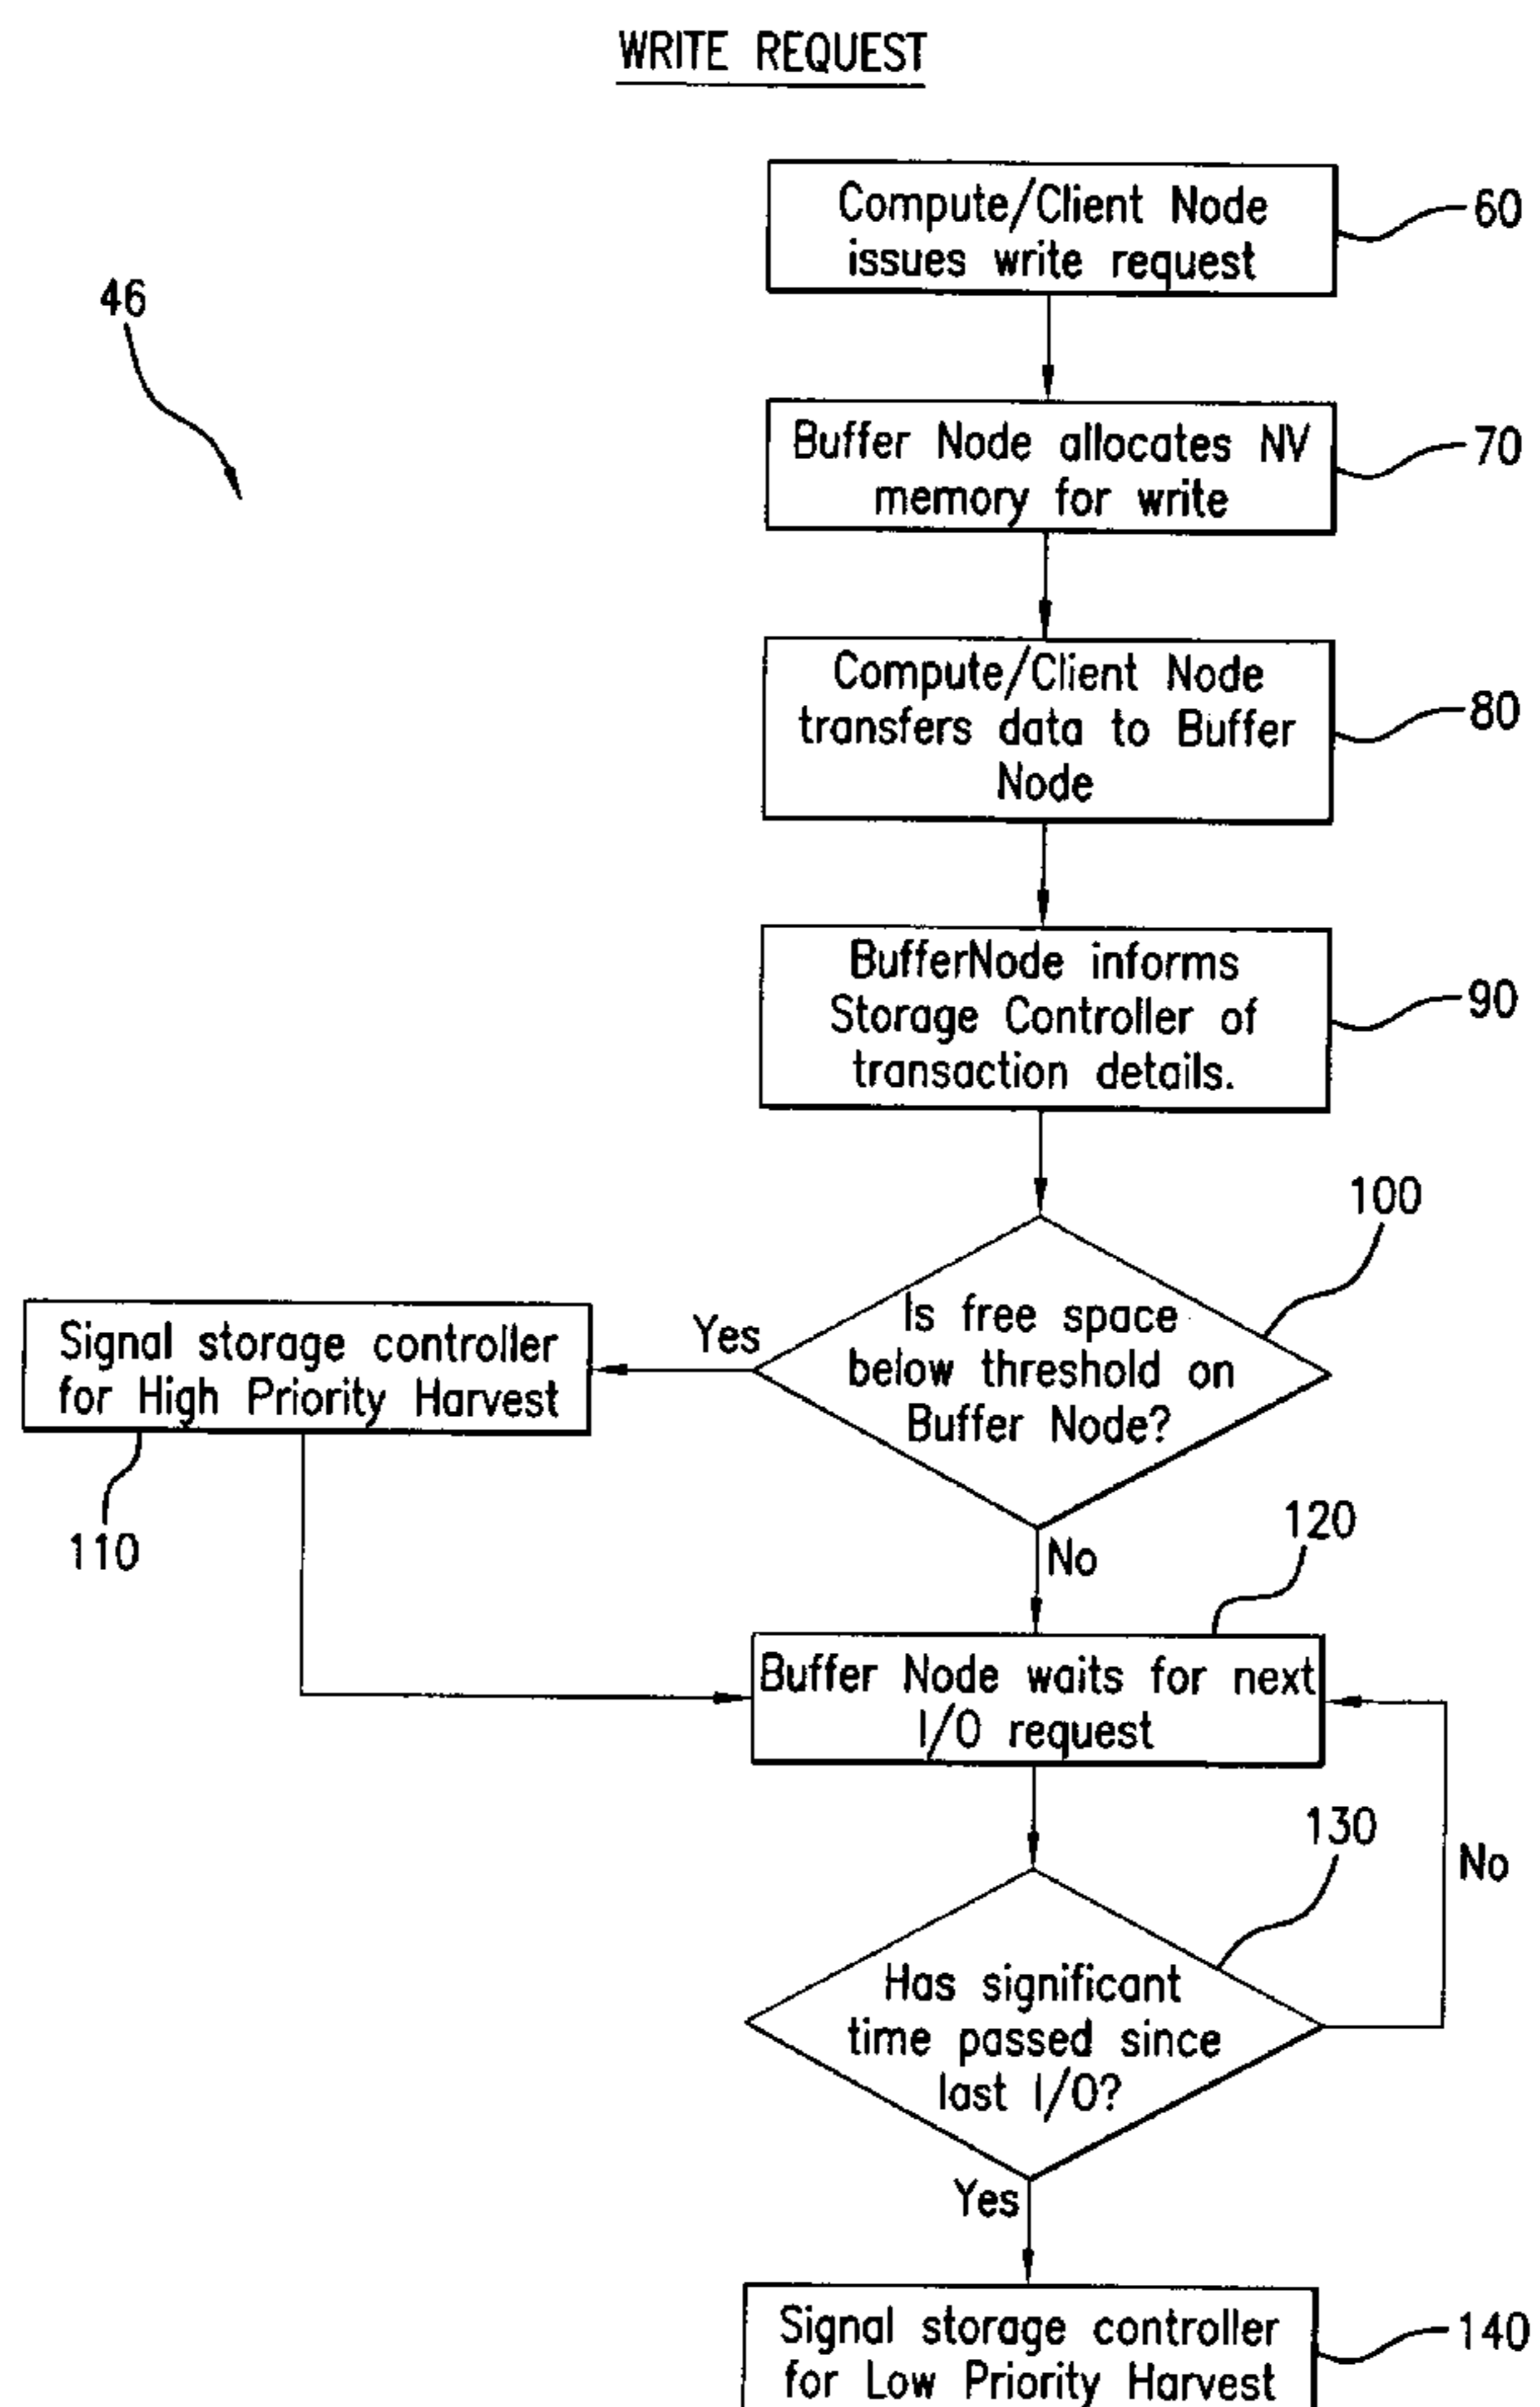 WRITE REQUEST
Compute/Client Node
issues write request
60
46
Buffer Node allocates NV
memory for write
70
Compute/Client Node
transfers data to Buffer
Node
80
BufferNode informs
Storage Controller of
transaction details.
90
100
Is free space
below threshold on
Buffer Node?
Yes
Signal storage controller
for High Priority Harvest
110
No
120
Buffer Node waits for next
I/O request
130
No
Has significant
time passed since
last I/O?
Yes
Signal storage controller
for Low Priority Harvest
140